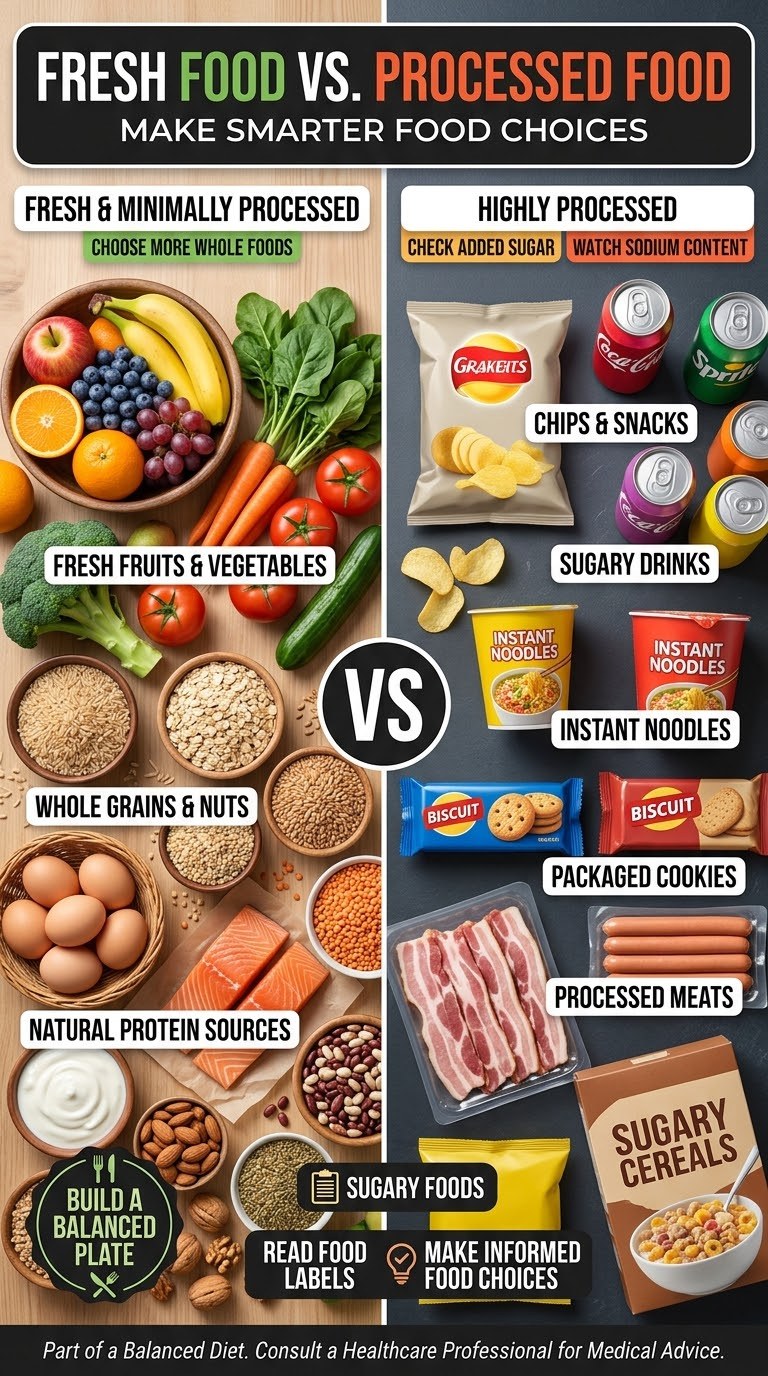 FRESH FOOD VS. PROCESSED FOOD
MAKE SMARTER FOOD CHOICES
FRESH & MINIMALLY PROCESSED
CHOOSE MORE WHOLE FOODS
HIGHLY PROCESSED
CHECK ADDED SUGAR
WATCH SODIUM CONTENT
GRAKEITS
CHIPS & SNACKS
FRESH FRUITS & VEGETABLES
SUGARY DRINKS
INSTANT
NOODLES
INSTANT
NOODLES
VS
INSTANT NOODLES
WHOLE GRAINS & NUTS
BISCUIT
BISCUIT
PACKAGED COOKIES
NATURAL PROTEIN SOURCES
PROCESSED MEATS
SUGARY
CEREALS
BUILD A
BALANCED
PLATE
SUGARY FOODS
READ FOOD
LABELS
MAKE INFORMED
FOOD CHOICES
Part of a Balanced Diet. Consult a Healthcare Professional for Medical Advice.